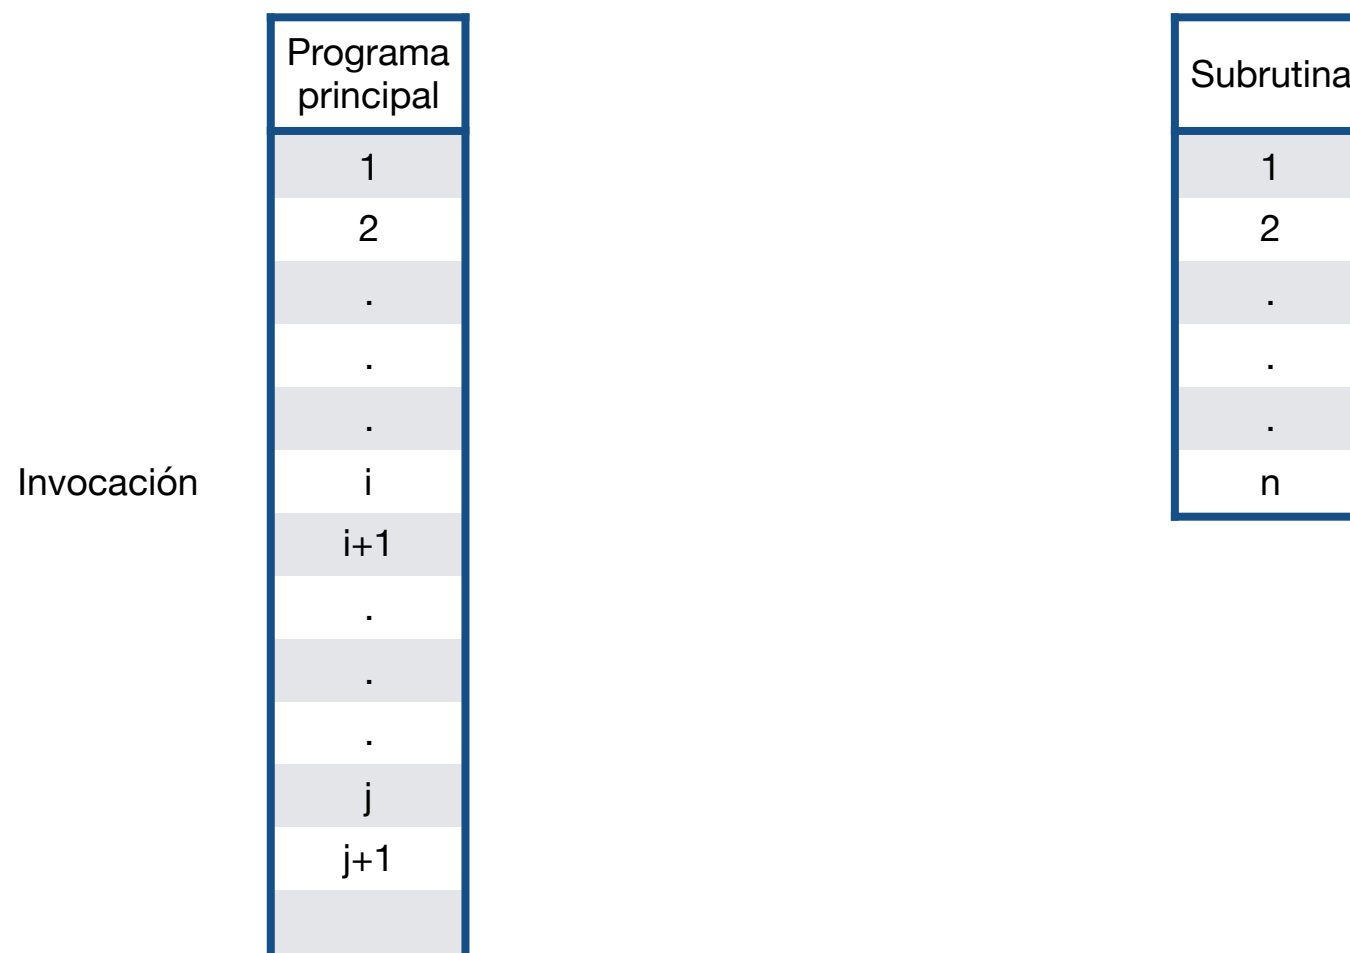 Programa
principal
1
2
.
.
.
Invocación
i
i+1
.
.
.
j
j+1
Subrutina
1
2
.
.
.
n